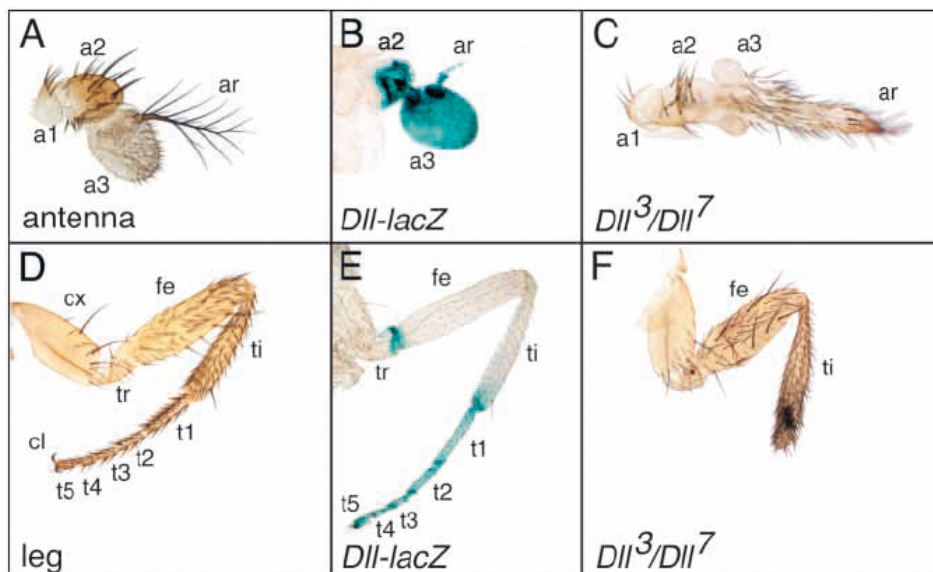 A
a2
ar
a1
a3
antenna
B
a2
ar
a3
Dll-lacZ
C
a2
a3
a1
ar
Dll³/Dll⁷
D
cx
fe
ti
tr
t1
cl
t2
t3
t5 t4
leg
E
fe
ti
tr
t1
t2
t5
t3
t4
Dll-lacZ
F
fe
ti
Dll³/Dll⁷